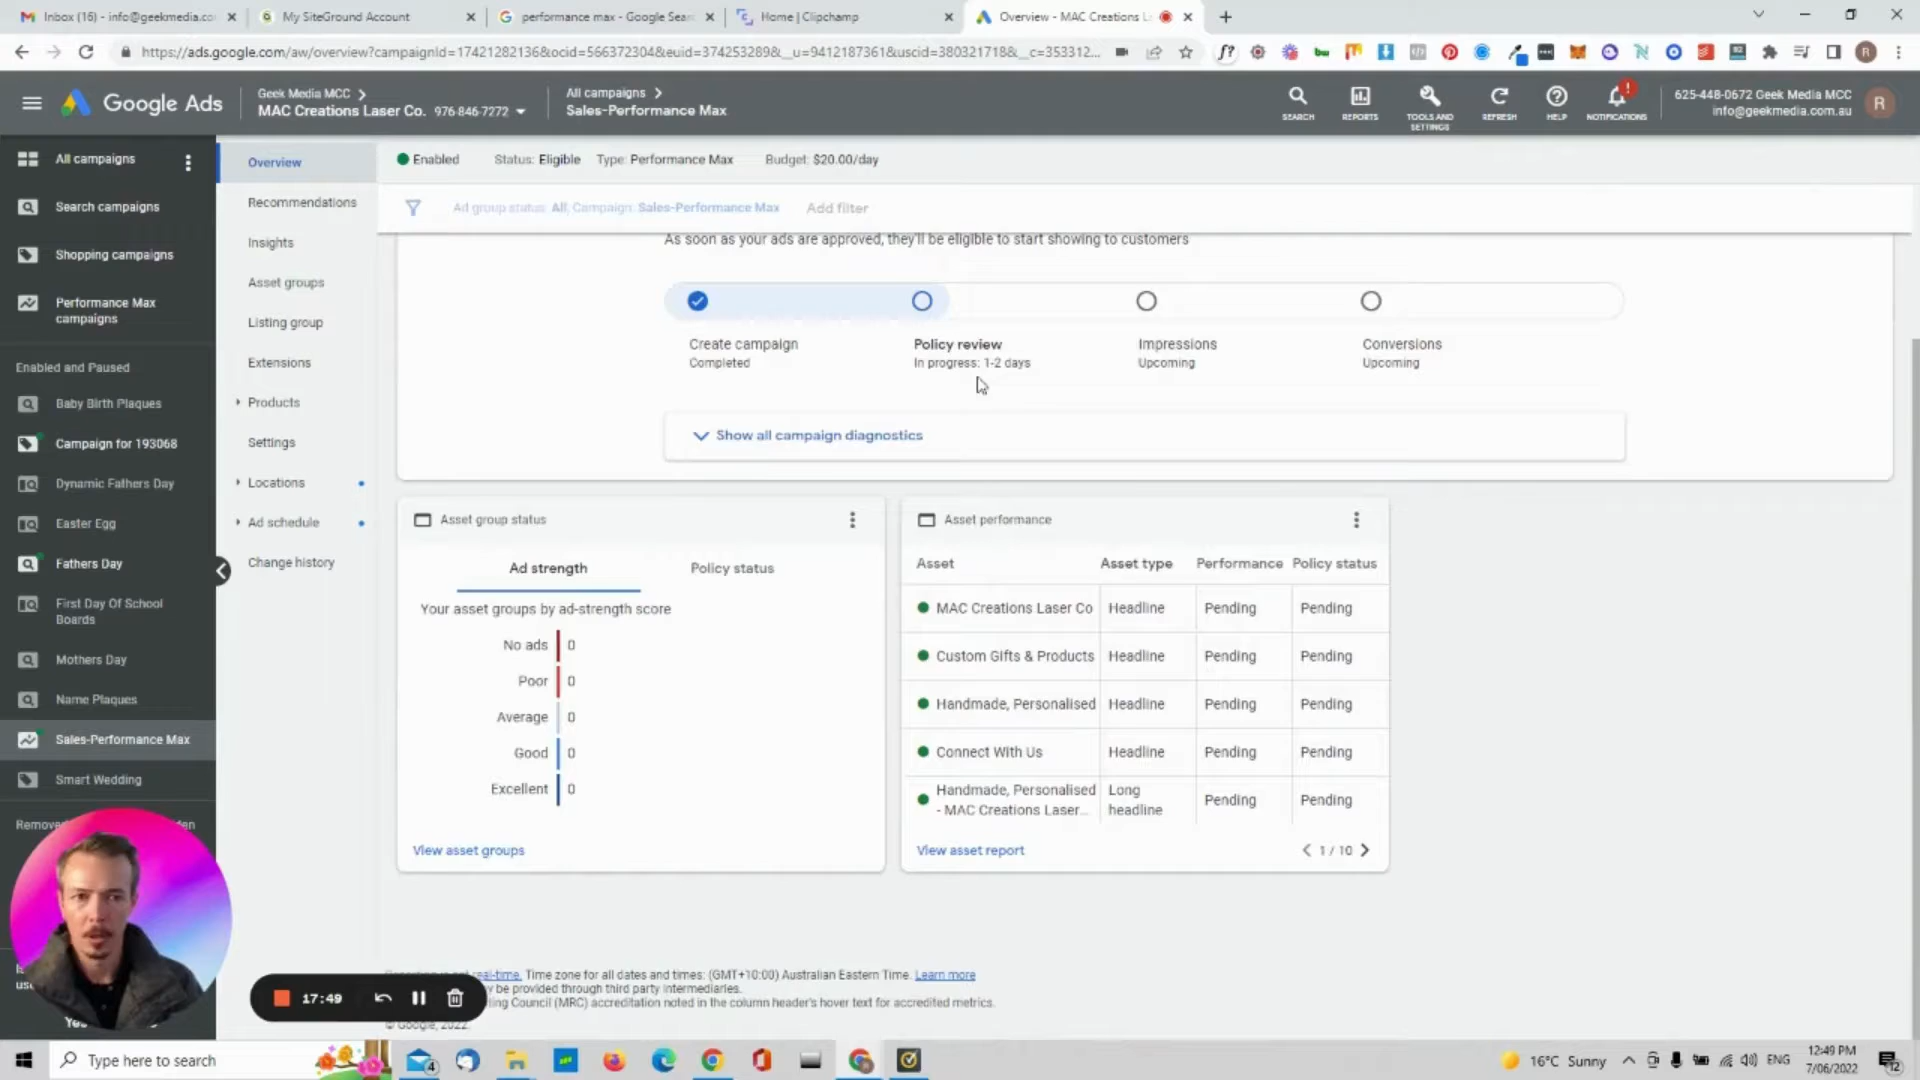 Inbox (16) - info@geekmedia.co
My SiteGround Account
performance max - Google Sear
Home | Clipchamp
Overview - MAC Creations L
https://ads.google.com/aw/overview?campaignId=17421282136&ocid=566372304&euid=374253289&__u=9412187361&uscid=380321718&__c=353312...
Google Ads
Geek Media MCC
MAC Creations Laser Co. 976-846-7272
All campaigns
Sales-Performance Max
SEARCH
REPORTS
TOOLS AND SETTINGS
REFRESH
HELP
NOTIFICATIONS
625-448-0672 Geek Media MCC
info@geekmedia.com.au
R
All campaigns
Search campaigns
Shopping campaigns
Performance Max
campaigns
Enabled and Paused
Baby Birth Plaques
Campaign for 193068
Dynamic Fathers Day
Easter Egg
Fathers Day
First Day Of School
Boards
Mothers Day
Name Plaques
Sales-Performance Max
Smart Wedding
Overview
Recommendations
Insights
Asset groups
Listing group
Extensions
Products
Settings
Locations
Ad schedule
Change history
Enabled
Status: Eligible
Type: Performance Max
Budget: $20.00/day
Ad group status: All, Campaign: Sales-Performance Max
Add filter
As soon as your ads are approved, they'll be eligible to start showing to customers
Create campaign
Completed
Policy review
In progress: 1-2 days
Impressions
Upcoming
Conversions
Upcoming
Show all campaign diagnostics
Asset group status
Ad strength
Policy status
Your asset groups by ad-strength score
No ads 0
Poor 0
Average 0
Good 0
Excellent 0
View asset groups
Asset performance
Asset Asset type Performance Policy status
MAC Creations Laser Co Headline Pending Pending
Custom Gifts & Products Headline Pending Pending
Handmade, Personalised Headline Pending Pending
Connect With Us Headline Pending Pending
Handmade, Personalised
- MAC Creations Laser...
Long
headline
Pending Pending
View asset report
1 / 10
real-time. Time zone for all dates and times: (GMT+10:00) Australian Eastern Time. Learn more
be provided through third party intermediaries.
Council (MRC) accreditation noted in the column header's hover text for accredited metrics.
© Google, 2022.
17:49
Type here to search
16°C Sunny
ENG
12:49 PM
7/06/2022